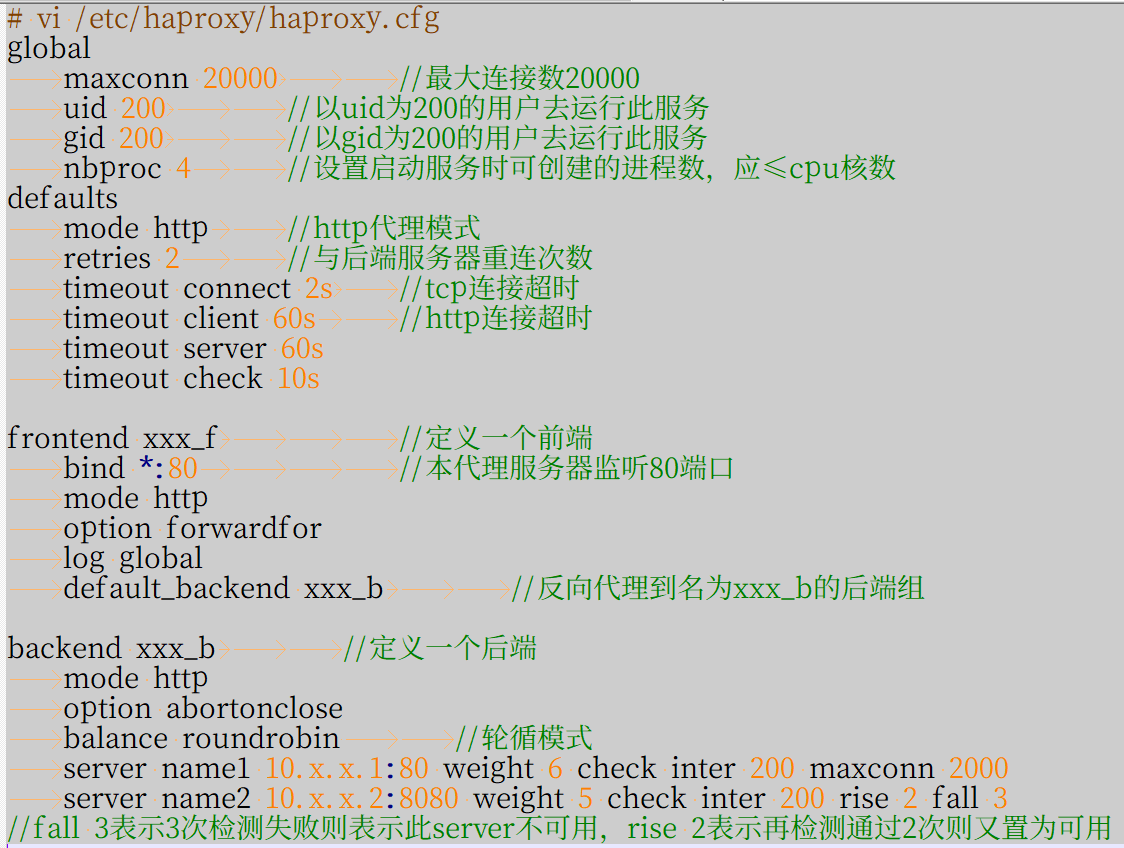 # vi /etc/haproxy/haproxy.cfg
global
maxconn 20000 //最大连接数20000
uid 200 //以uid为200的用户去运行此服务
gid 200 //以gid为200的用户去运行此服务
nbproc 4 //设置启动服务时可创建的进程数，应≤cpu核数
defaults
mode http //http代理模式
retries 2 //与后端服务器重连次数
timeout connect 2s //tcp连接超时
timeout client 60s //http连接超时
timeout server 60s
timeout check 10s
frontend xxx_f //定义一个前端
bind *:80 //本代理服务器监听80端口
mode http
option forwardfor
log global
default_backend xxx_b //反向代理到名为xxx_b的后端组
backend xxx_b //定义一个后端
mode http
option abortonclose
balance roundrobin //轮循模式
server name1 10.x.x.1:80 weight 6 check inter 200 maxconn 2000
server name2 10.x.x.2:8080 weight 5 check inter 200 rise 2 fall 3
//fall 3表示3次检测失败则表示此server不可用，rise 2表示再检测通过2次则又置为可用